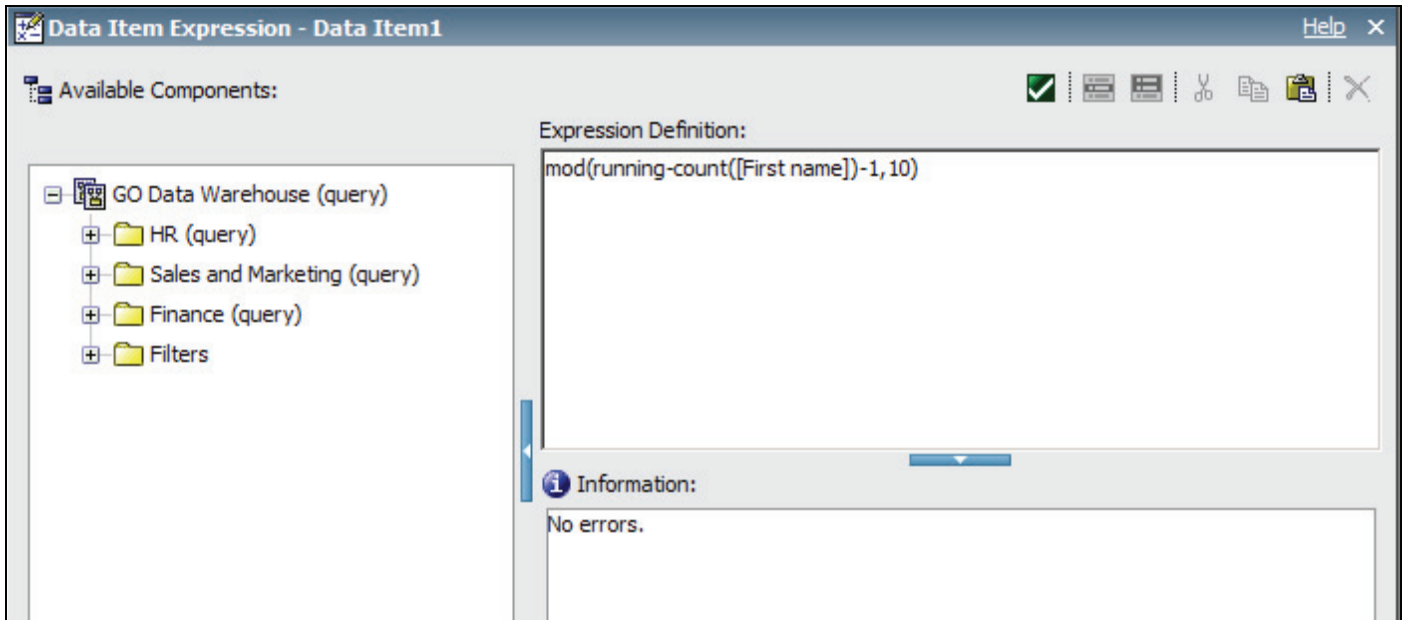 Data Item Expression - Data Item1
Help
Available Components:
Expression Definition:
mod(running-count([First name])-1,10)
GO Data Warehouse (query)
HR (query)
Sales and Marketing (query)
Finance (query)
Filters
Information:
No errors.